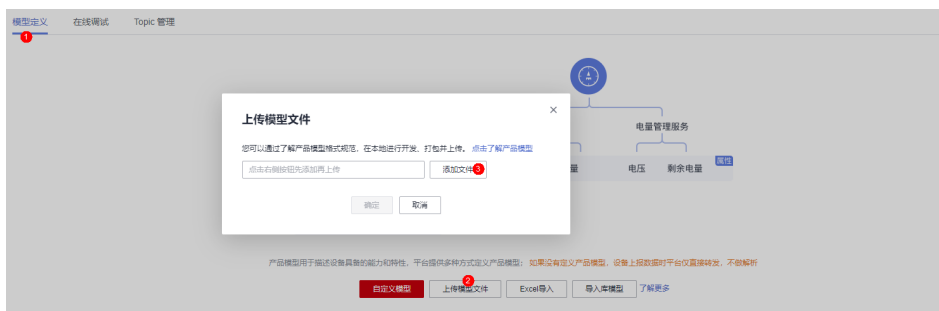 模型定义 在线调试 Topic 管理
1
上传模型文件
电量管理服务
您可以通过了解产品模型格式规范，在本地进行开发、打包并上传。 点击了解产品模型
点击右侧按钮先添加再上传 添加文件 3
量 电压 剩余电量 属性
确定 取消
产品模型用于描述设备具备的能力和特性，平台提供多种方式定义产品模型；如果没有定义产品模型，设备上报数据时平台仅直接转发，不做解析
2
自定义模型 上传模型文件 Excel导入 导入库模型 了解更多